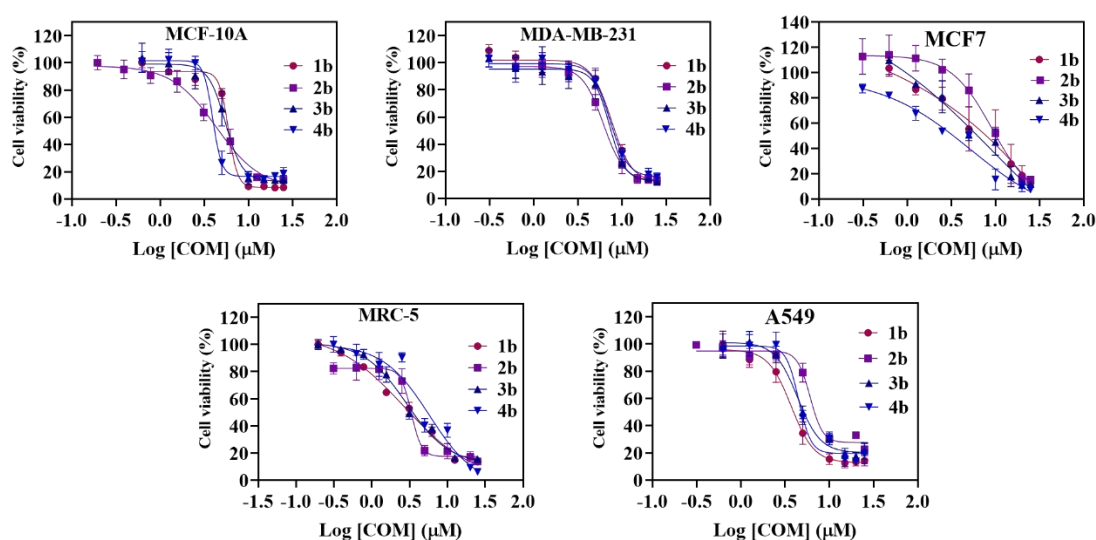 MCF-10A
Cell viability (%)
120
100
80
60
40
20
0
-1.0 -0.5 0.0 0.5 1.0 1.5 2.0
Log [COM] (μM)
1b
2b
3b
4b
MDA-MB-231
Cell viability (%)
120
100
80
60
40
20
0
-1.0 -0.5 0.0 0.5 1.0 1.5 2.0
Log [COM] (μM)
1b
2b
3b
4b
MCF7
Cell viability (%)
140
120
100
80
60
40
20
0
-1.0 -0.5 0.0 0.5 1.0 1.5 2.0
Log [COM] (μM)
1b
2b
3b
4b
MRC-5
Cell viability (%)
120
100
80
60
40
20
0
-1.5 -1.0 -0.5 0.0 0.5 1.0 1.5 2.0
Log [COM] (μM)
1b
2b
3b
4b
A549
Cell viability (%)
120
100
80
60
40
20
0
-1.0 -0.5 0.0 0.5 1.0 1.5 2.0
Log [COM] (μM)
1b
2b
3b
4b